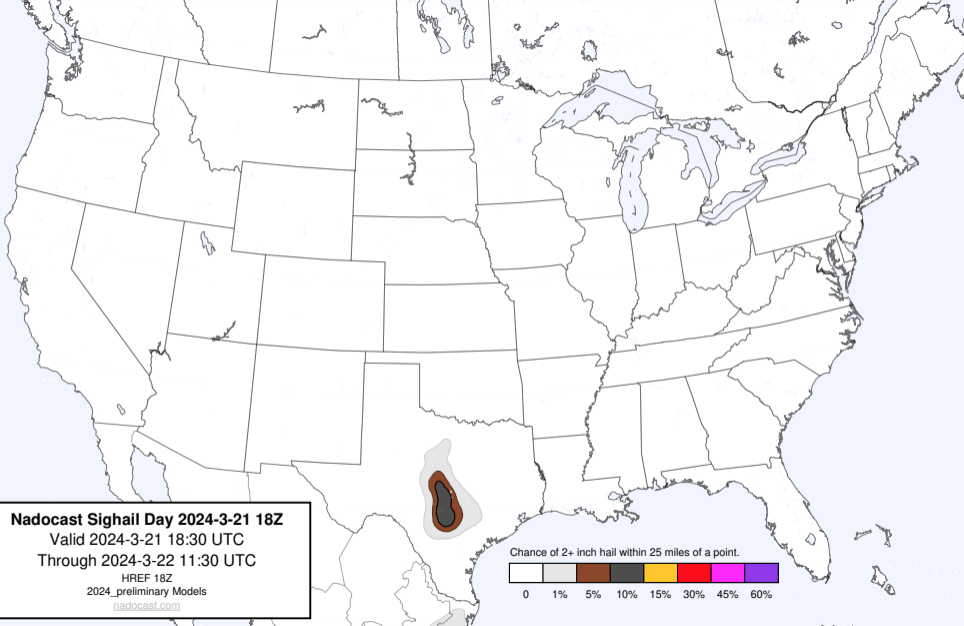 Nadocast Sighail Day 2024-3-21 18Z
Valid 2024-3-21 18:30 UTC
Through 2024-3-22 11:30 UTC
HREF 18Z
2024_preliminary Models
nadocast.com
Chance of 2+ inch hail within 25 miles of a point.
0 1% 5% 10% 15% 30% 45% 60%